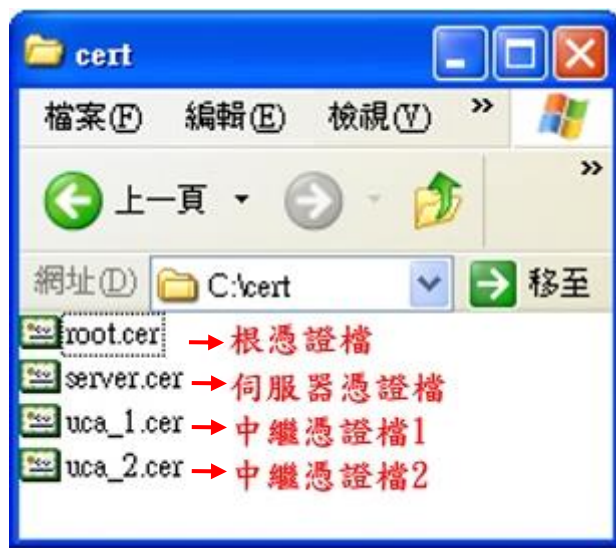 cert
檔案(F) 編輯(E) 檢視(V) »
上一頁 »
網址(D) C:\cert 移至
root.cer →根憑證檔
server.cer →伺服器憑證檔
uca_1.cer →中繼憑證檔1
uca_2.cer →中繼憑證檔2